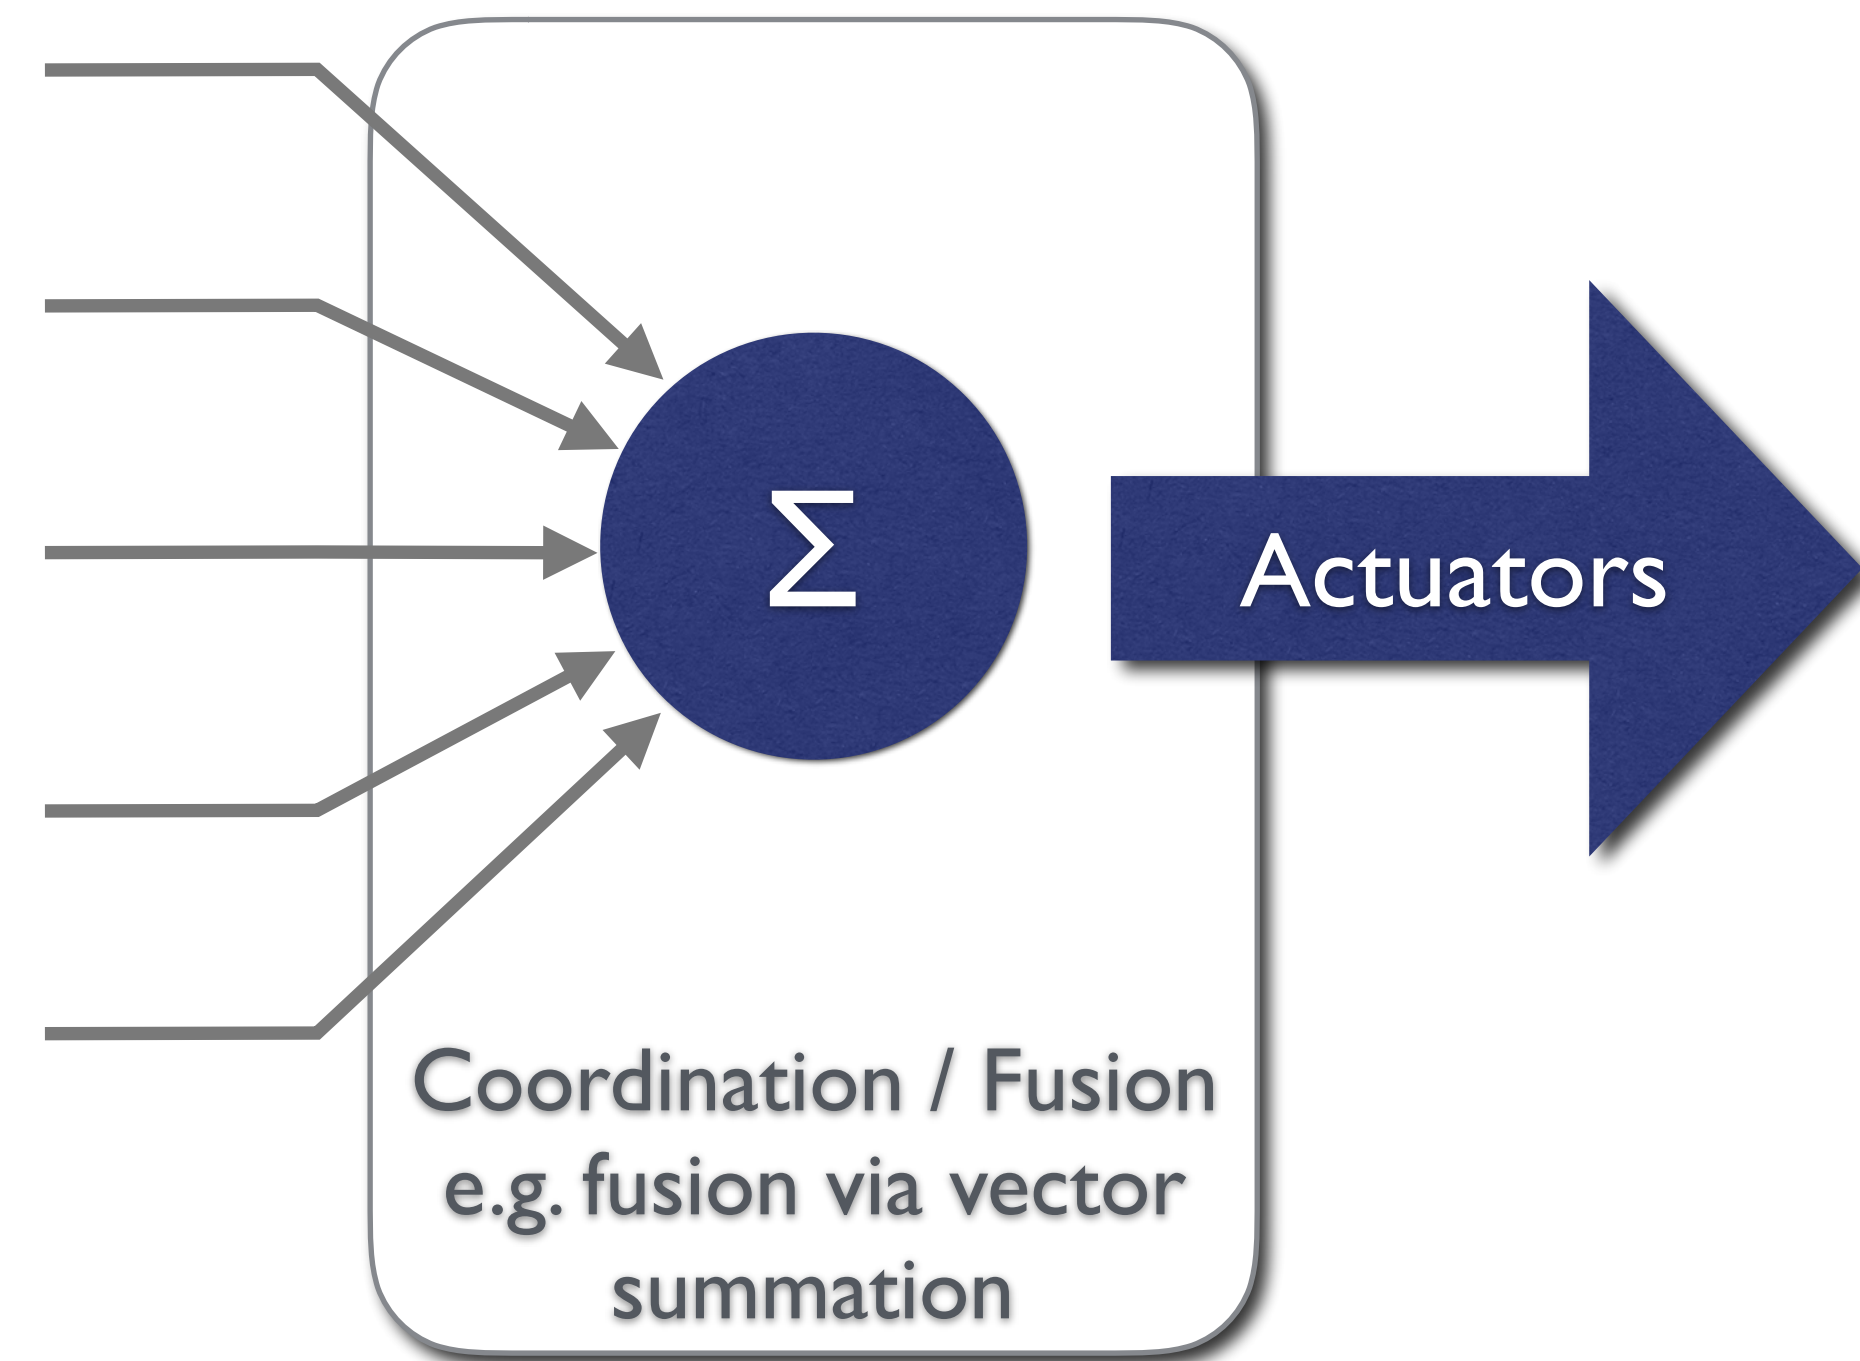 Σ
Actuators
Coordination / Fusion
e.g. fusion via vector
summation